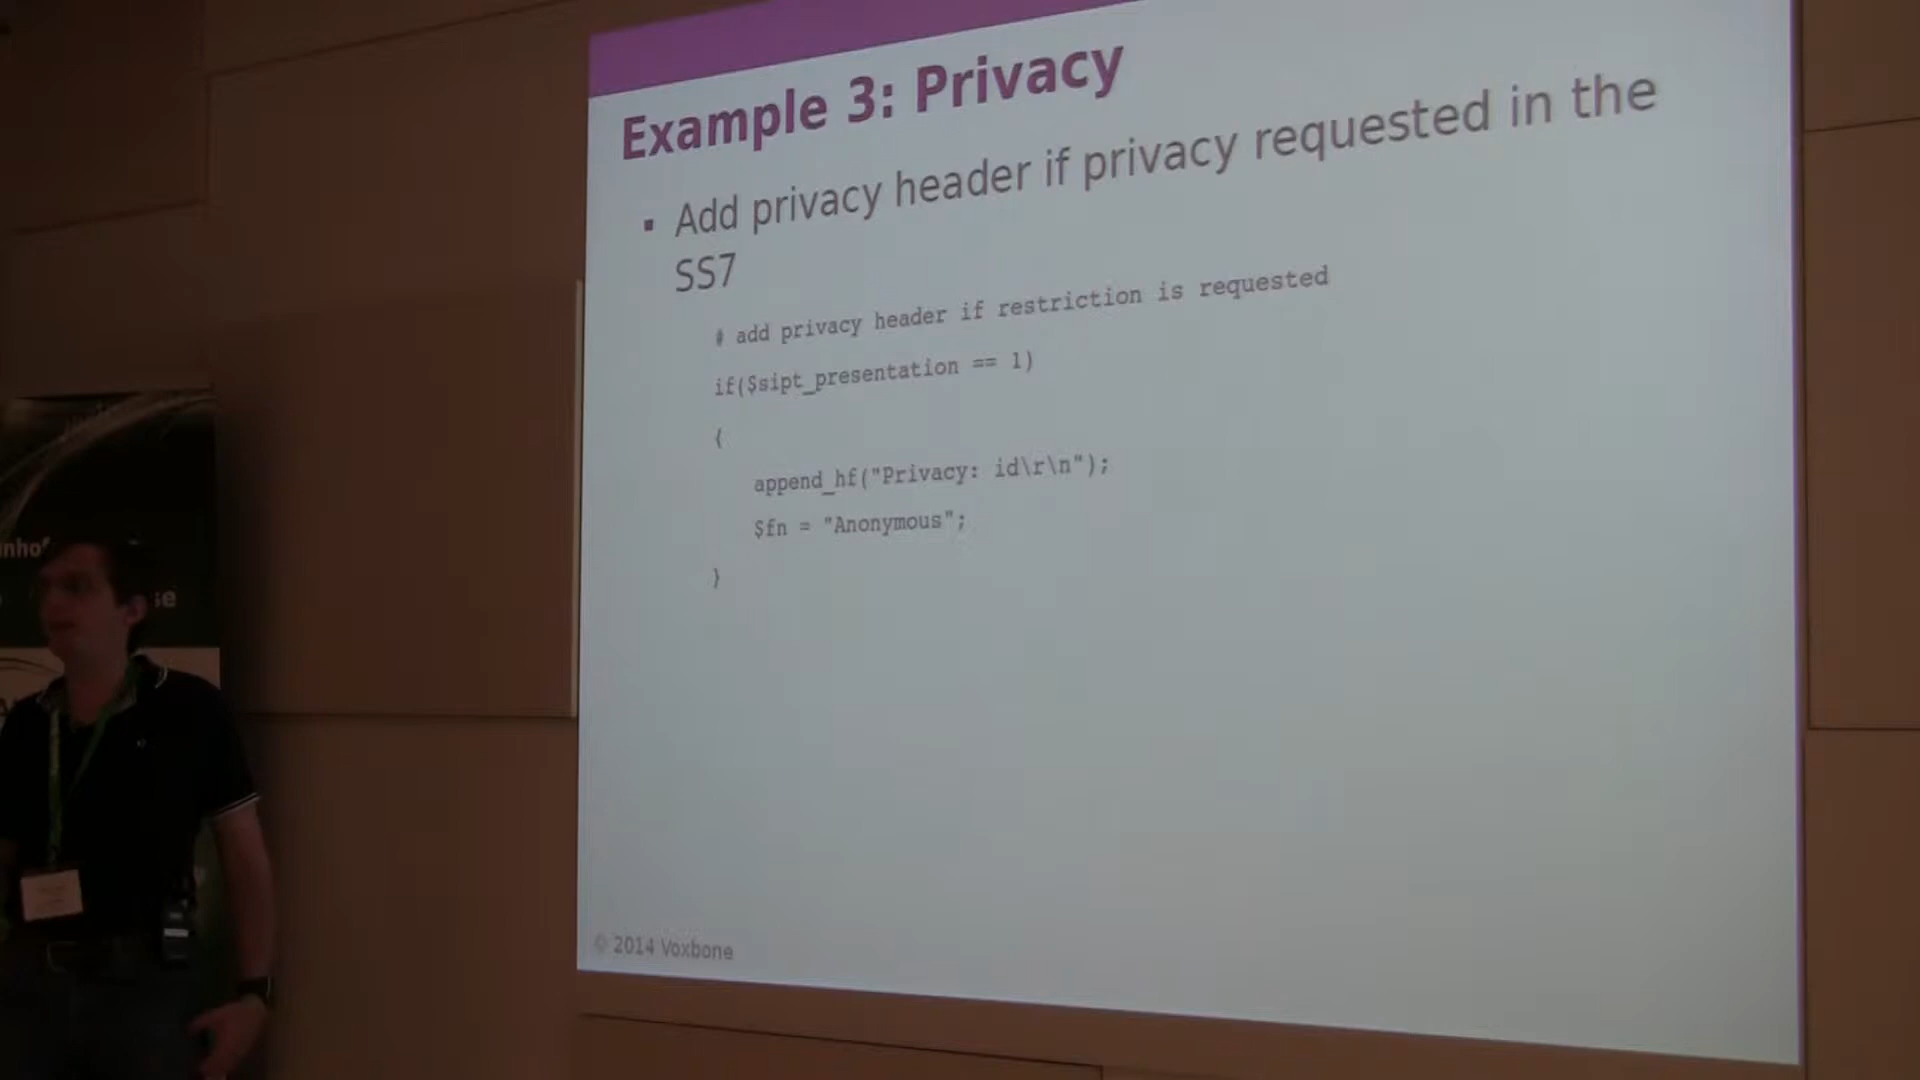 Example 3: Privacy
▪ Add privacy header if privacy requested in the
SS7
# add privacy header if restriction is requested
if($sipt_presentation == 1)
{
append_hf("Privacy: id\r\n");
$fn = "Anonymous";
}
© 2014 Voxbone